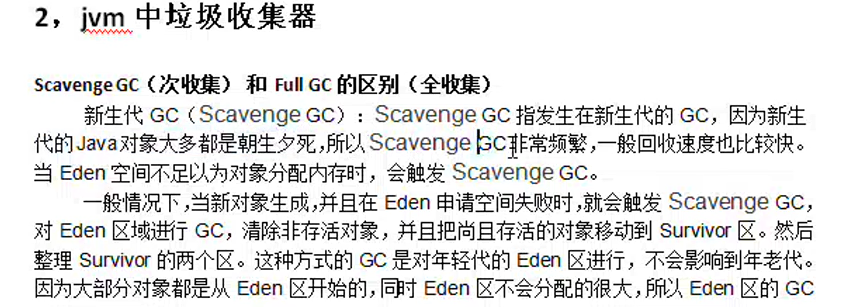 2，jvm 中垃圾收集器
Scavenge GC（次收集） 和 Full GC 的区别（全收集）
新生代 GC（Scavenge GC）：Scavenge GC 指发生在新生代的 GC，因为新生
代的 Java 对象大多都是朝生夕死，所以 Scavenge GC 非常频繁，一般回收速度也比较快。
当 Eden 空间不足以为对象分配内存时，会触发 Scavenge GC。
一般情况下，当新对象生成，并且在 Eden 申请空间失败时，就会触发 Scavenge GC，
对 Eden 区域进行 GC，清除非存活对象，并且把尚且存活的对象移动到 Survivor 区。然后
整理 Survivor 的两个区。这种方式的 GC 是对年轻代的 Eden 区进行，不会影响到年老代。
因为大部分对象都是从 Eden 区开始的，同时 Eden 区不会分配的很大，所以 Eden 区的 GC